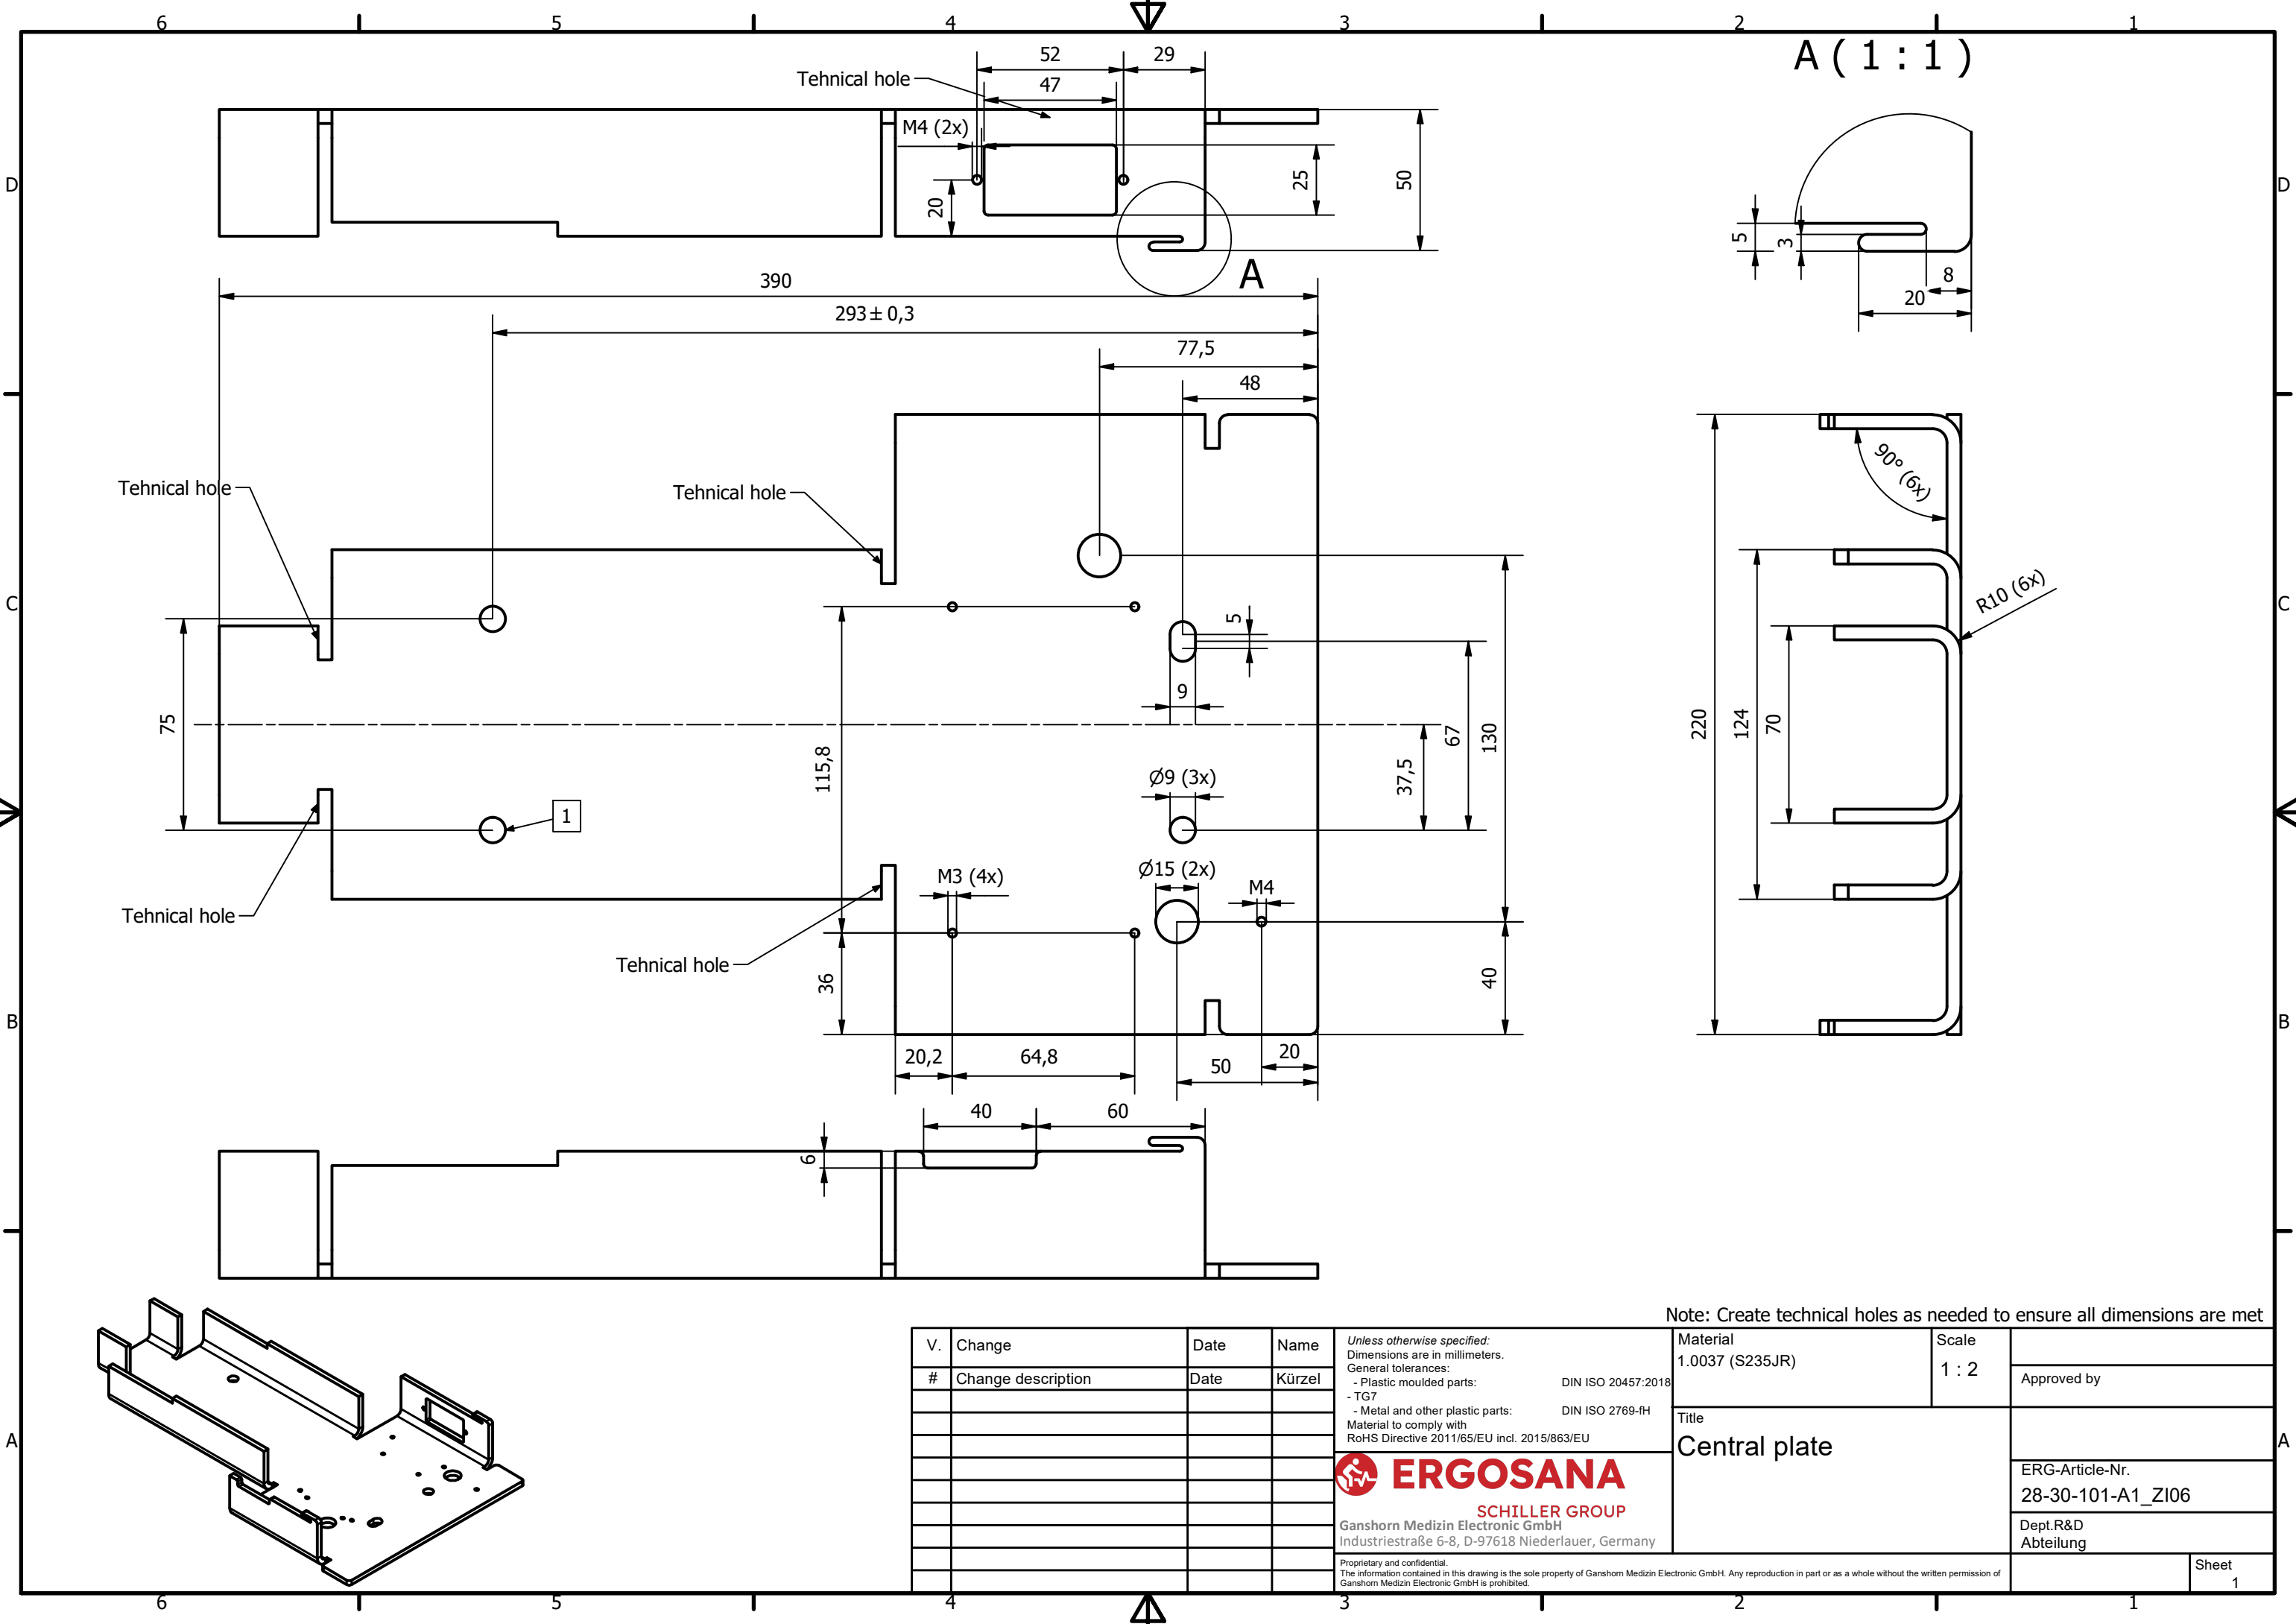 6 5 4 3 2 1
A ( 1 : 1 )
52 29
Tehnical hole
47
M4 (2x)
D D
25
50
20
5
3
8
20
A
390
293± 0,3
77,5
48
Tehnical hole
Tehnical hole
90° (6x)
C C
R10 (6x)
5
9
75
115,8
67
130
37,5
220
124
70
Ø9 (3x)
1
Ø15 (2x)
M3 (4x)
M4
Tehnical hole
Tehnical hole
36
40
B B
20,2 64,8 50 20
40 60
6
Note: Create technical holes as needed to ensure all dimensions are met
V. Change Date Name
# Change description Date Kürzel
Unless otherwise specified:
Dimensions are in millimeters.
General tolerances:
- Plastic moulded parts: DIN ISO 20457:2018
- TG7
- Metal and other plastic parts: DIN ISO 2769-fH
Material to comply with
RoHS Directive 2011/65/EU incl. 2015/863/EU
Material
1.0037 (S235JR)
Scale
1 : 2
Approved by
Title
Central plate
A A
ERGOSANA
SCHILLER GROUP
Ganshorn Medizin Electronic GmbH
Industriestraße 6-8, D-97618 Niederlauer, Germany
ERG-Article-Nr.
28-30-101-A1_ZI06
Dept.R&D
Abteilung
Proprietary and confidential.
The information contained in this drawing is the sole property of Ganshorn Medizin Electronic GmbH. Any reproduction in part or as a whole without the written permission of
Ganshorn Medizin Electronic GmbH is prohibited.
Sheet
1
6 5 4 3 2 1